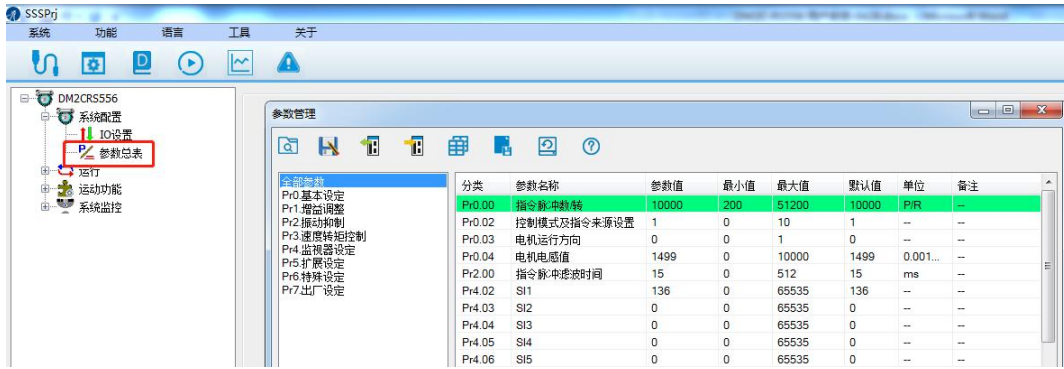 SSSPrj
系统 功能 语言 工具 关于
DM2CRS556
系统配置
IO设置
参数总表
运行
运动功能
系统监控
参数管理
全部参数
Pr0.基本设定
Pr1.增益调整
Pr2.振动抑制
Pr3.速度转矩控制
Pr4.监视器设定
Pr5.扩展设定
Pr6.特殊设定
Pr7.出厂设定
分类 参数名称 参数值 最小值 最大值 默认值 单位 备注
Pr0.00 指令脉冲数/转 10000 200 51200 10000 P/R --
Pr0.02 控制模式及指令来源设置 1 0 10 1 -- --
Pr0.03 电机运行方向 0 0 1 0 -- --
Pr0.04 电机电感值 1499 0 10000 1499 0.001... --
Pr2.00 指令脉冲虑波时间 15 0 512 15 ms --
Pr4.02 SI1 136 0 65535 136 -- --
Pr4.03 SI2 0 0 65535 0 -- --
Pr4.04 SI3 0 0 65535 0 -- --
Pr4.05 SI4 0 0 65535 0 -- --
Pr4.06 SI5 0 0 65535 0 -- --